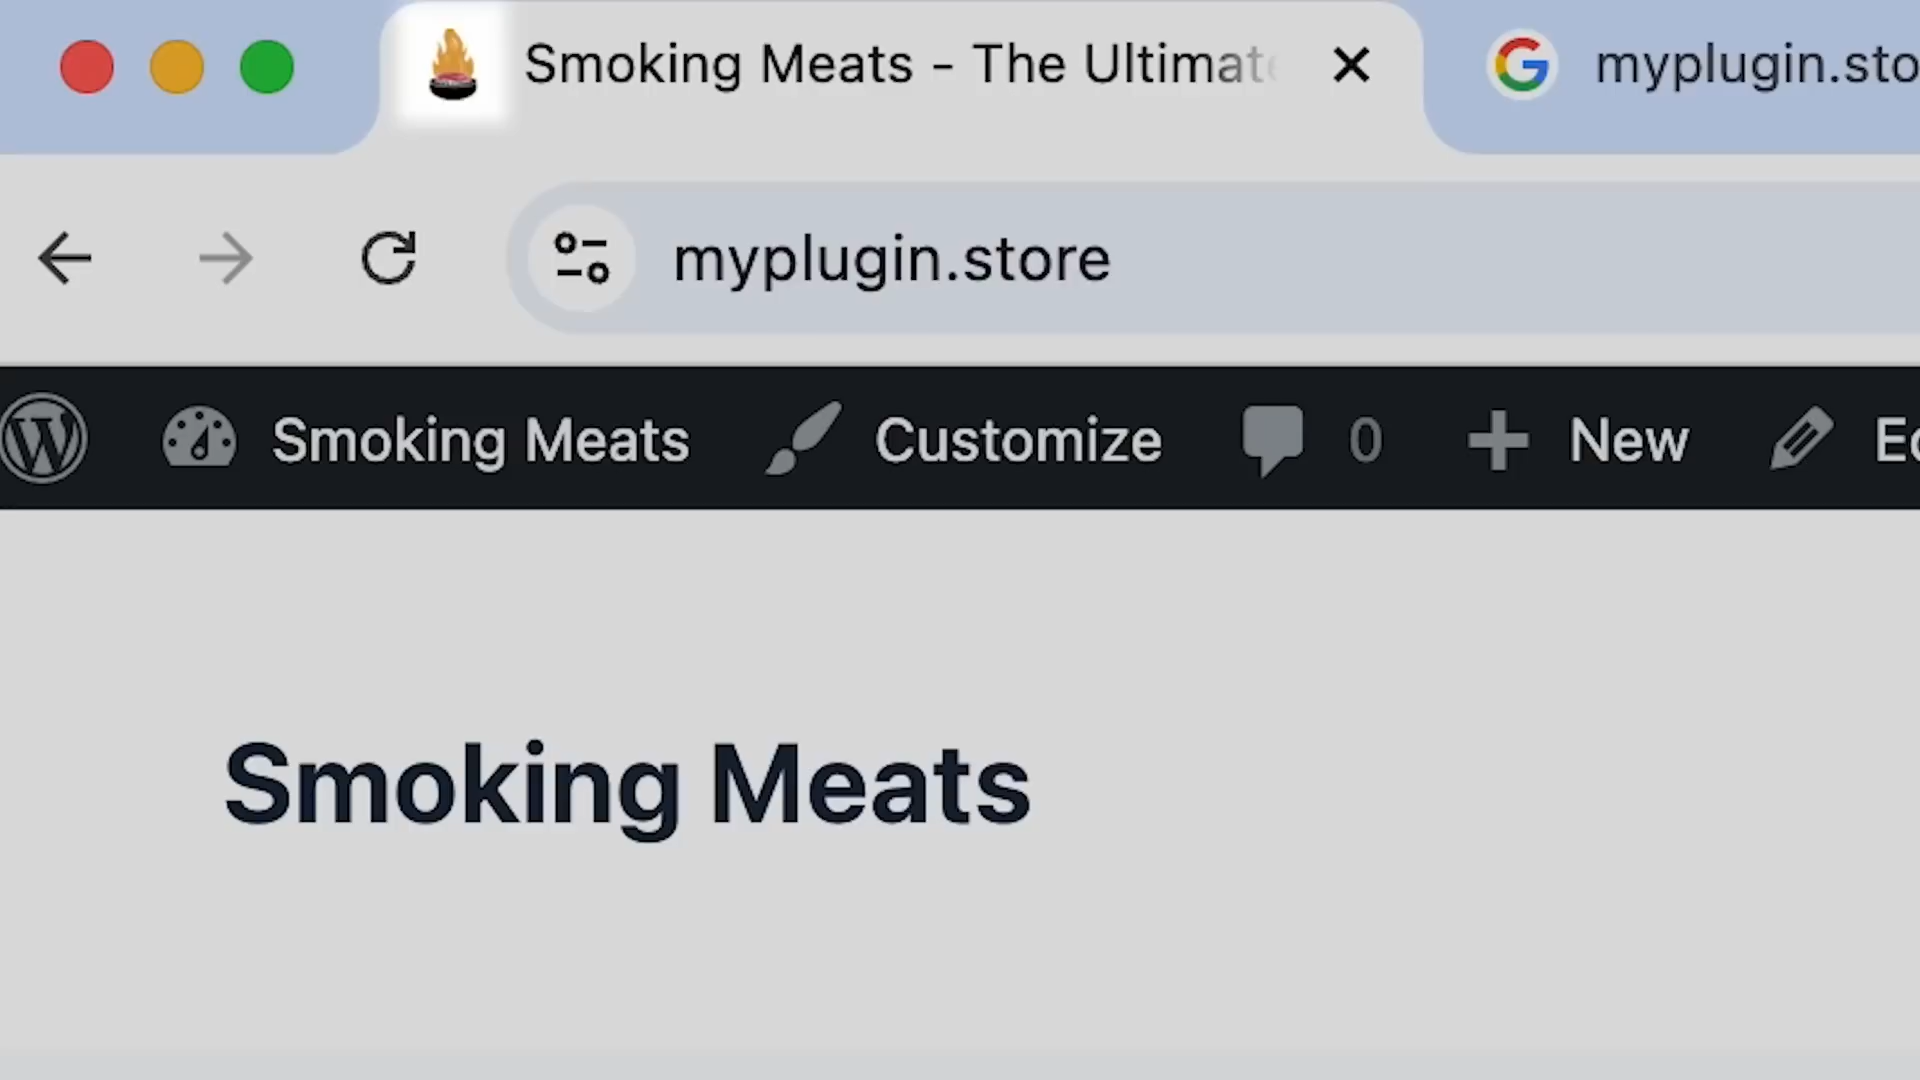 Smoking Meats - The Ultimat
myplugin.sto
myplugin.store
Smoking Meats Customize 0 New
Smoking Meats